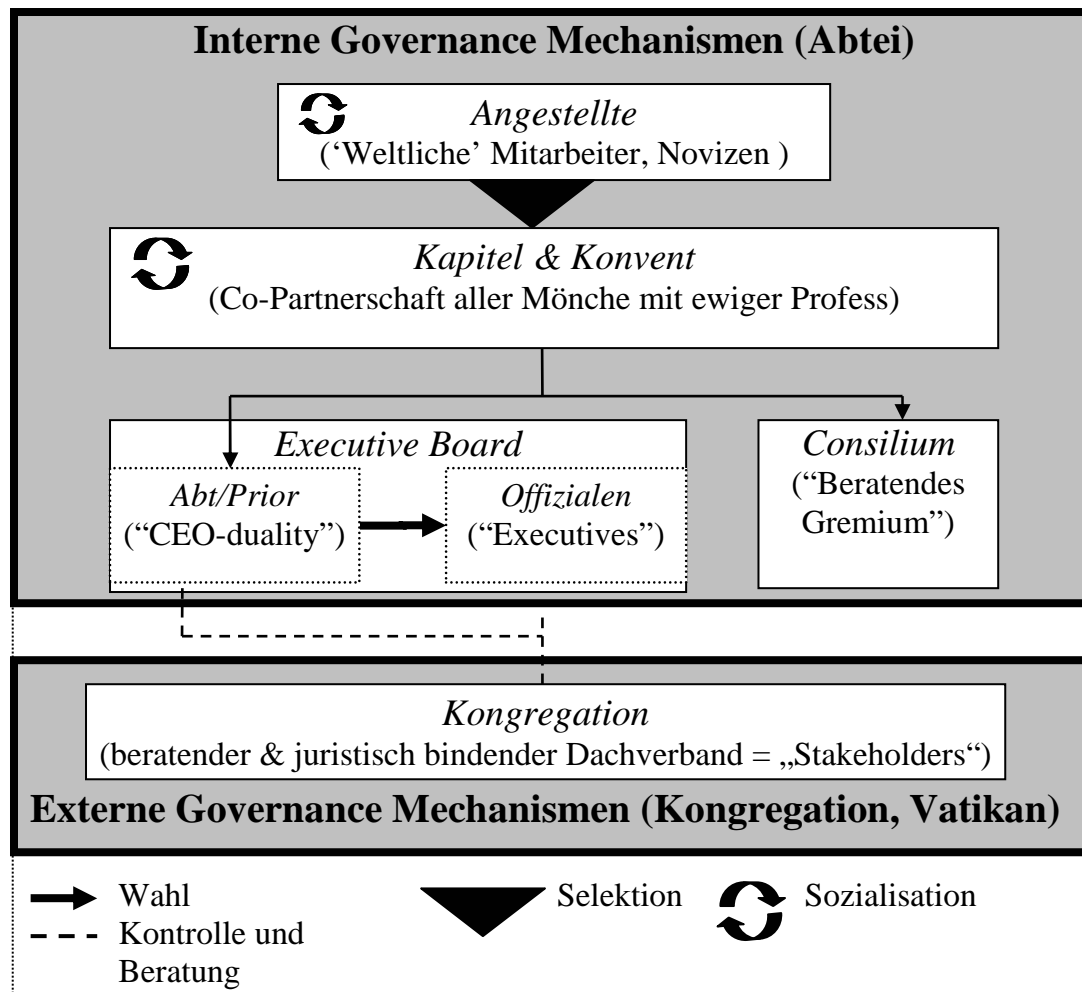 Interne Governance Mechanismen (Abtei)
Angestellte
(‘Weltliche’ Mitarbeiter, Novizen )
Kapitel & Konvent
(Co-Partnerschaft aller Mönche mit ewiger Profess)
Executive Board
Abt/Prior
(“CEO-duality”)
Offizialen
(“Executives”)
Consilium
(“Beratendes
Gremium”)
Kongregation
(beratender & juristisch bindender Dachverband = „Stakeholders“)
Externe Governance Mechanismen (Kongregation, Vatikan)
Wahl
Kontrolle und
Beratung
Selektion
Sozialisation